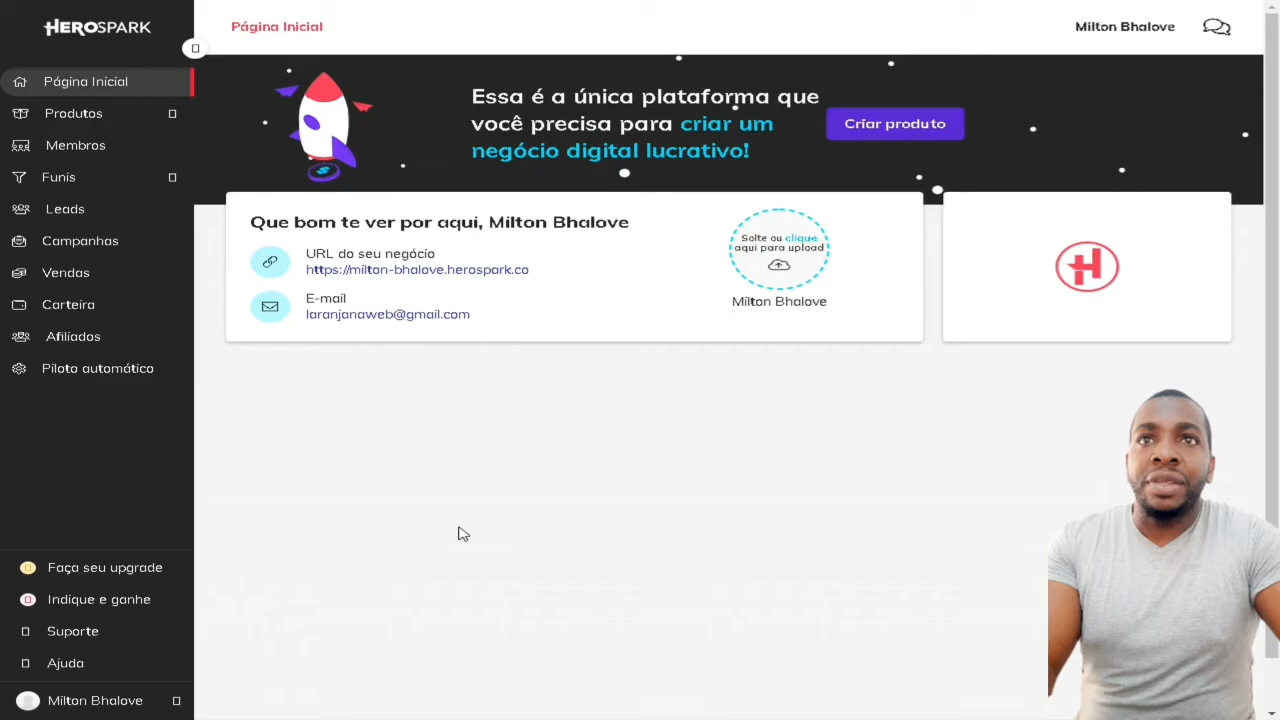 HEROSPARK
Página Inicial
Produtos
Membros
Funis
Leads
Campanhas
Vendas
Carteira
Afiliados
Piloto automático
Faça seu upgrade
Indique e ganhe
Suporte
Ajuda
Milton Bhalove
Página Inicial
Milton Bhalove
Essa é a única plataforma que
você precisa para criar um
negócio digital lucrativo!
Criar produto
Que bom te ver por aqui, Milton Bhalove
URL do seu negócio
https://milton-bhalove.herospark.co
E-mail
laranjanaweb@gmail.com
Solte ou clique
aqui para upload
Milton Bhalove
H